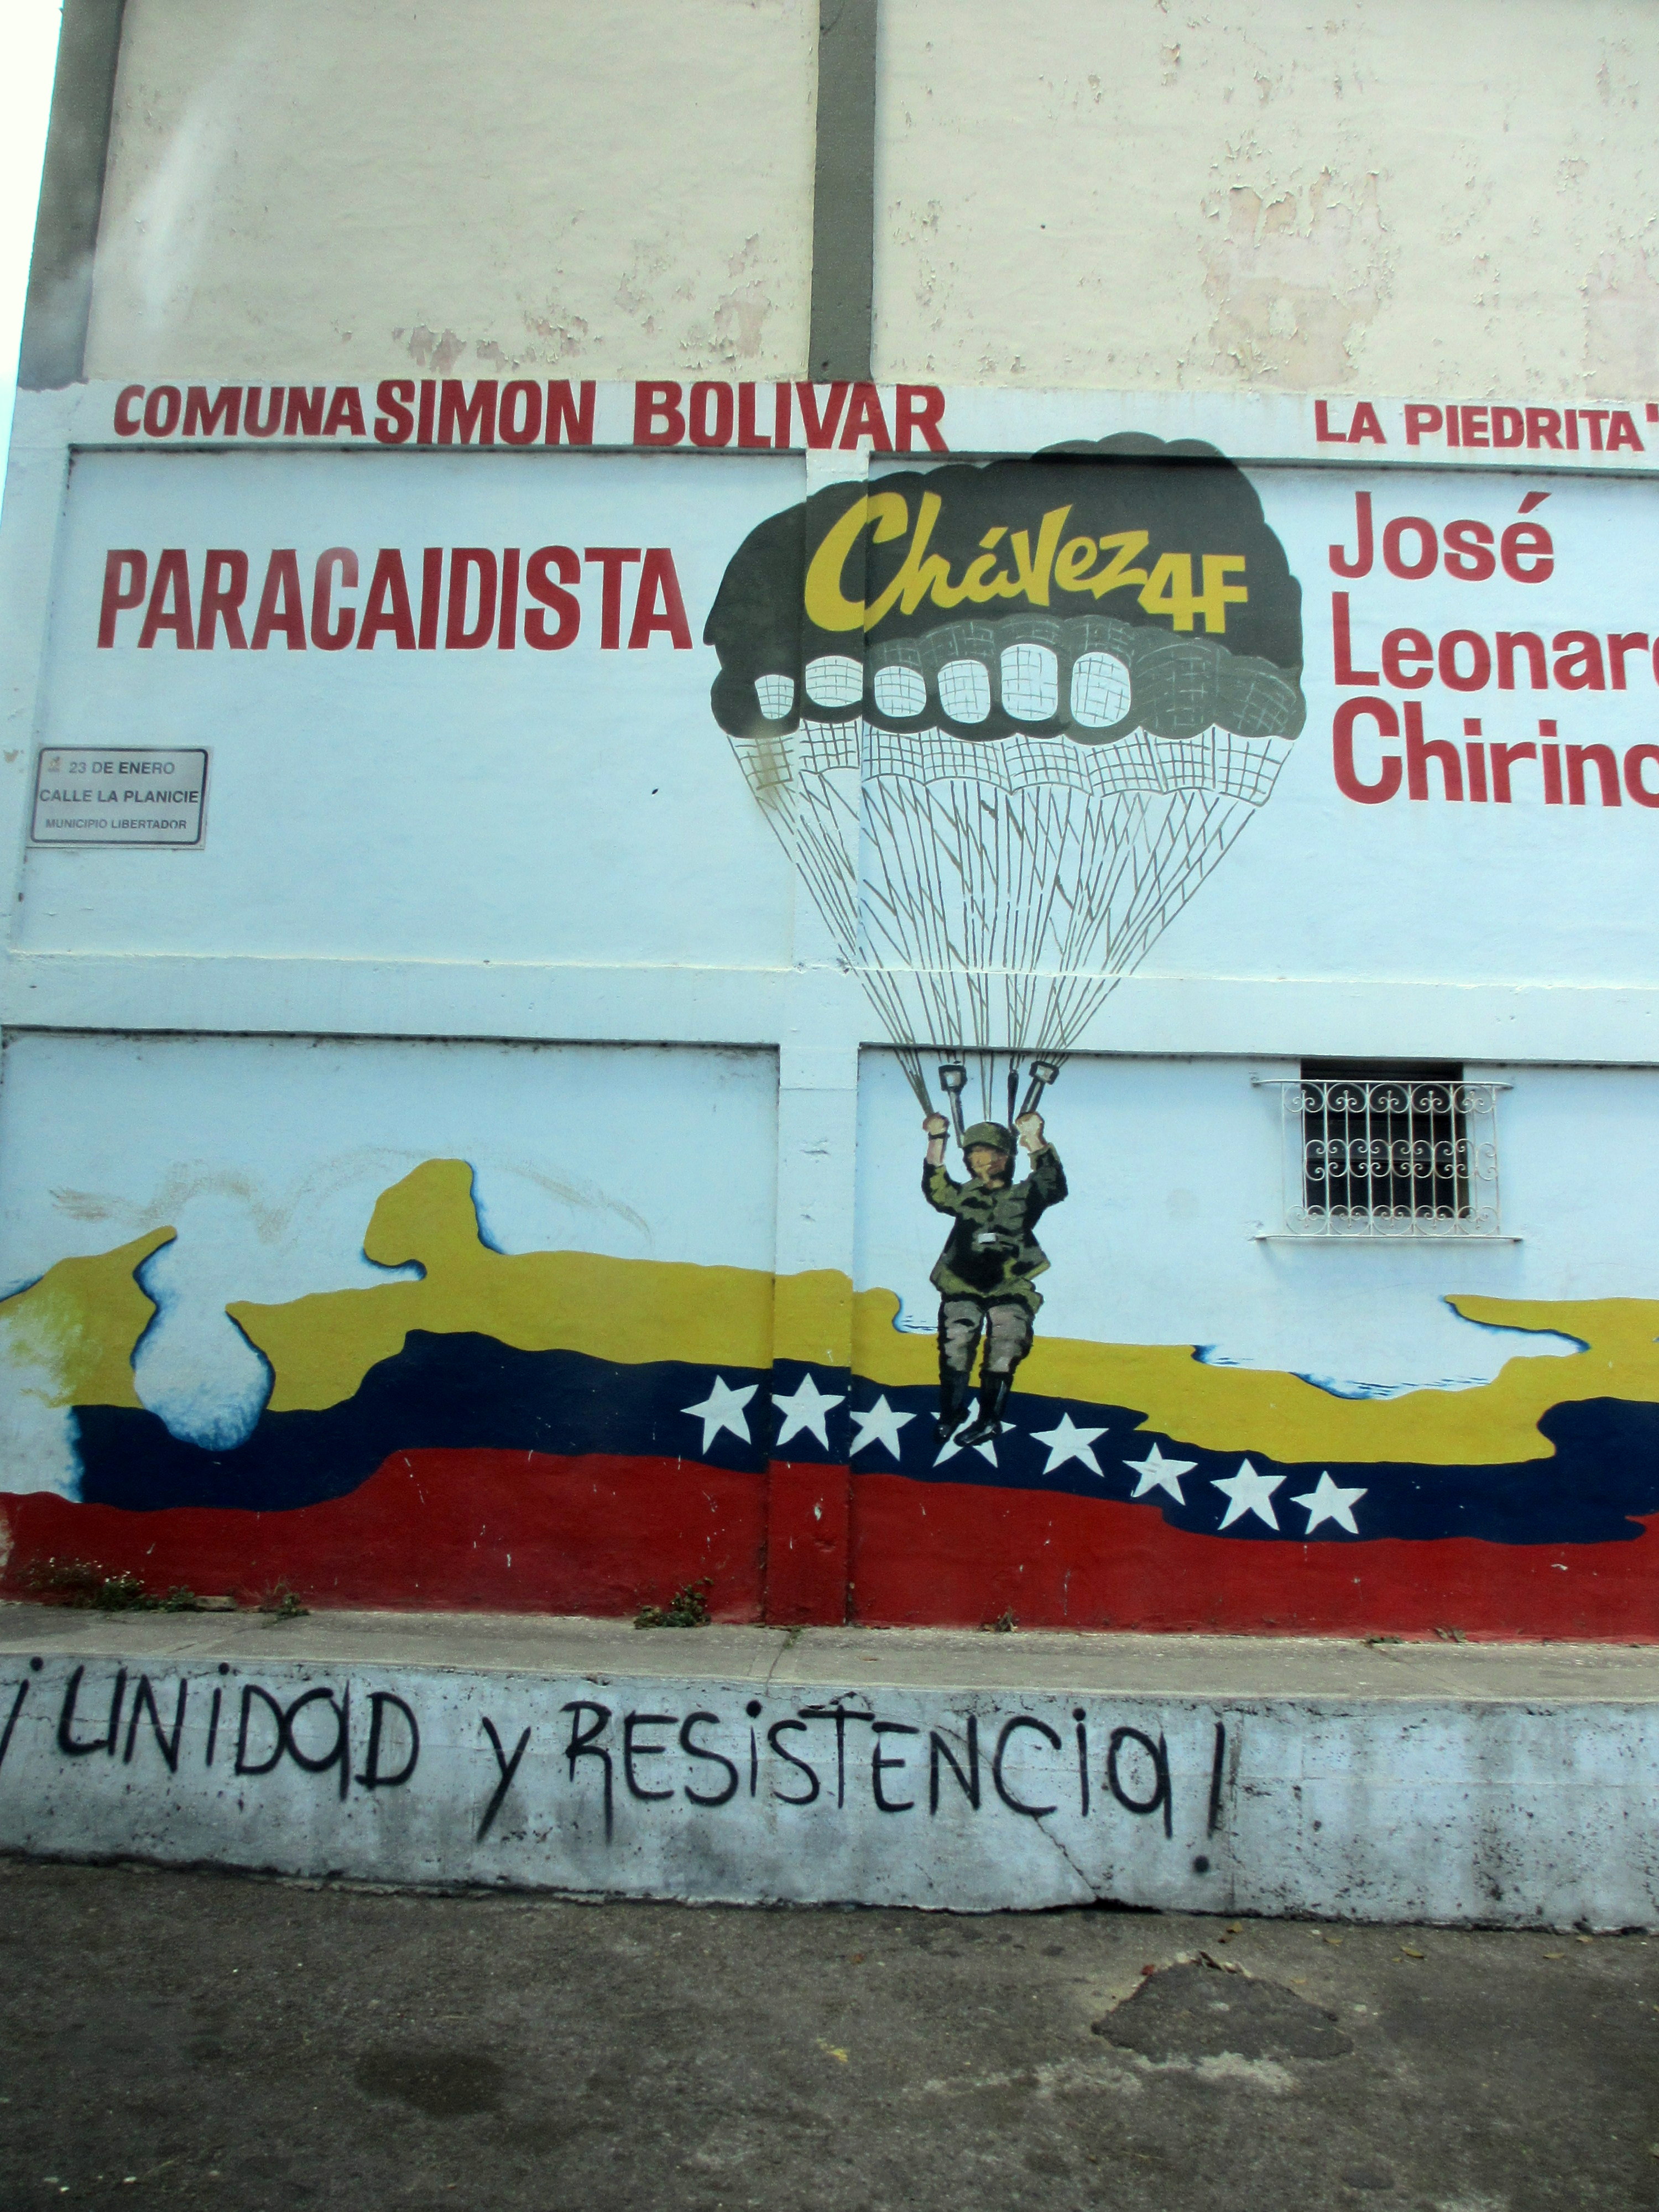 COMUNA SIMON BOLIVAR
LA PIEDRITA"
PARACAIDISTA
Chávez 4F
José
Leonar
Chirino
23 DE ENERO
CALLE LA PLANICIE
MUNICIPIO LIBERTADOR
¡UNIDAD Y RESISTENCIA!